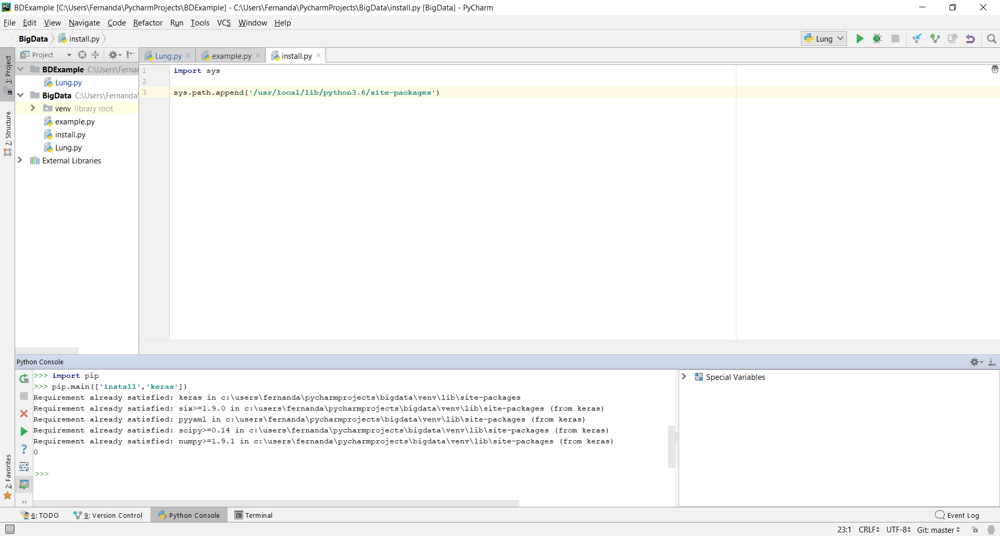 BDExample [C:\Users\Fernanda\PycharmProjects\BDExample] - C:\Users\Fernanda\PycharmProjects\BigData\install.py [BigData] - PyCharm
File Edit View Navigate Code Refactor Run Tools VCS Window Help
BigData install.py Lung
Project Lung.py example.py install.py
1: Project
7: Structure
2: Favorites
BDExample C:\Users\Fernar
Lung.py
BigData C:\Users\Fernanda\
venv library root
example.py
install.py
Lung.py
External Libraries
1 import sys
2
3 sys.path.append('/usr/local/lib/python3.6/site-packages')
Python Console
>>> import pip
>>> pip.main(['install','keras'])
Requirement already satisfied: keras in c:\users\fernanda\pycharmprojects\bigdata\venv\lib\site-packages
Requirement already satisfied: six>=1.9.0 in c:\users\fernanda\pycharmprojects\bigdata\venv\lib\site-packages (from keras)
Requirement already satisfied: pyyaml in c:\users\fernanda\pycharmprojects\bigdata\venv\lib\site-packages (from keras)
Requirement already satisfied: scipy>=0.14 in c:\users\fernanda\pycharmprojects\bigdata\venv\lib\site-packages (from keras)
Requirement already satisfied: numpy>=1.9.1 in c:\users\fernanda\pycharmprojects\bigdata\venv\lib\site-packages (from keras)
0
>>>
Special Variables
6: TODO 9: Version Control Python Console Terminal Event Log
23:1 CRLF UTF-8 Git: master